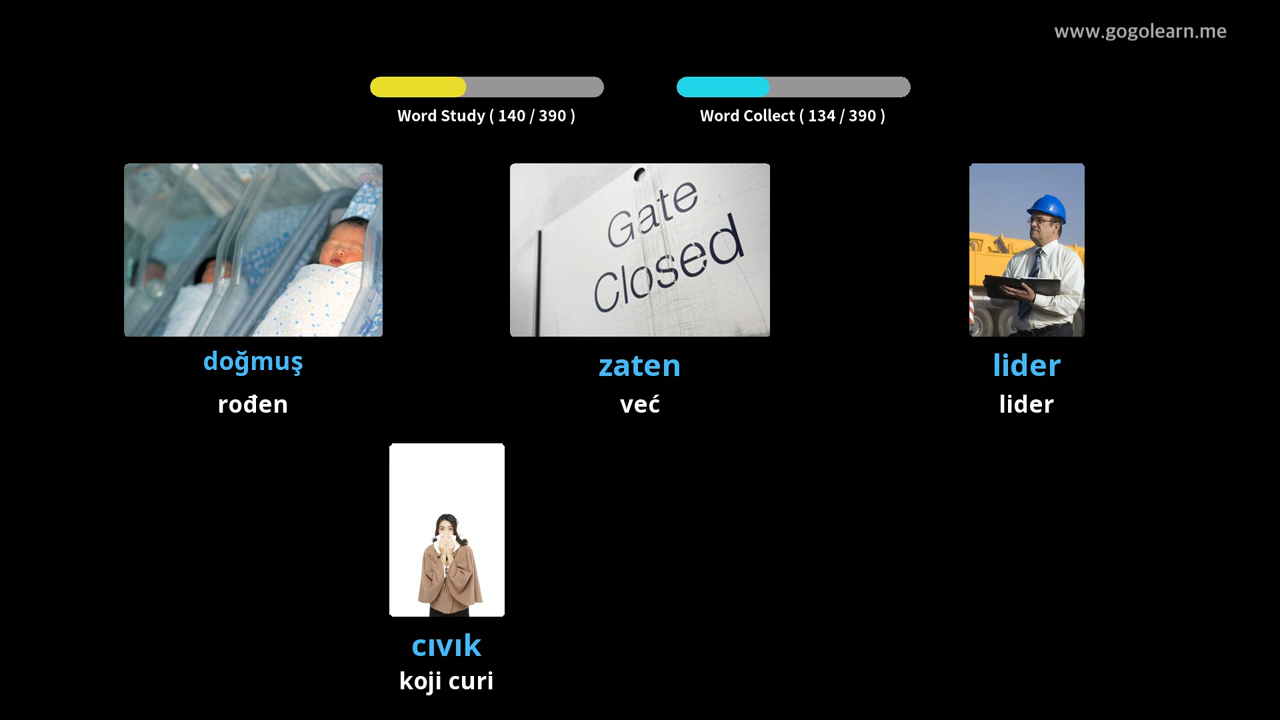 www.gogolearn.me
Word Study ( 140 / 390 )
Word Collect ( 134 / 390 )
Gate
Closed
doğmuş
zaten
lider
rođen
već
lider
cıvık
koji curi